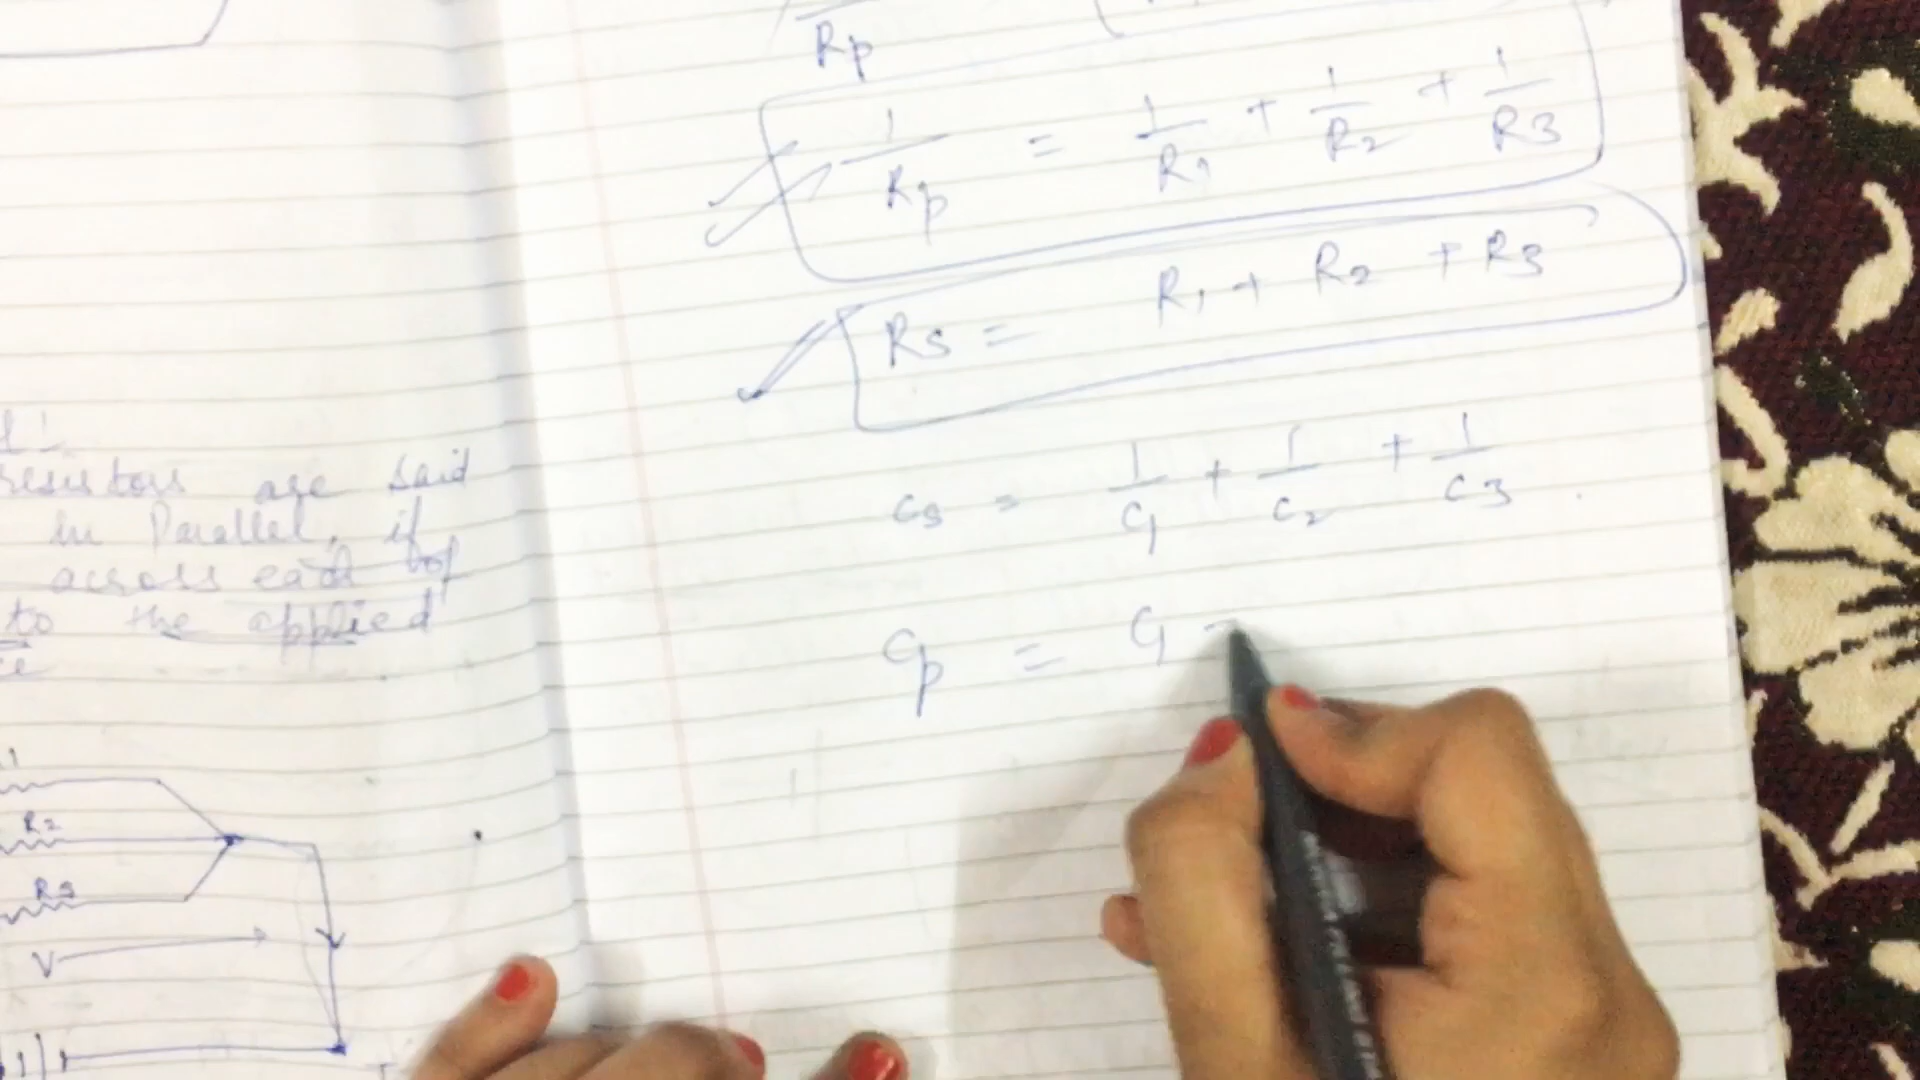 resistors are said
in Parallel, if
across each of
to the applied
R2
R3
V
Rp
1/Rp = 1/R1 + 1/R2 + 1/R3
Rs = R1 + R2 + R3
Cs = 1/C1 + 1/C2 + 1/C3
Cp = C1